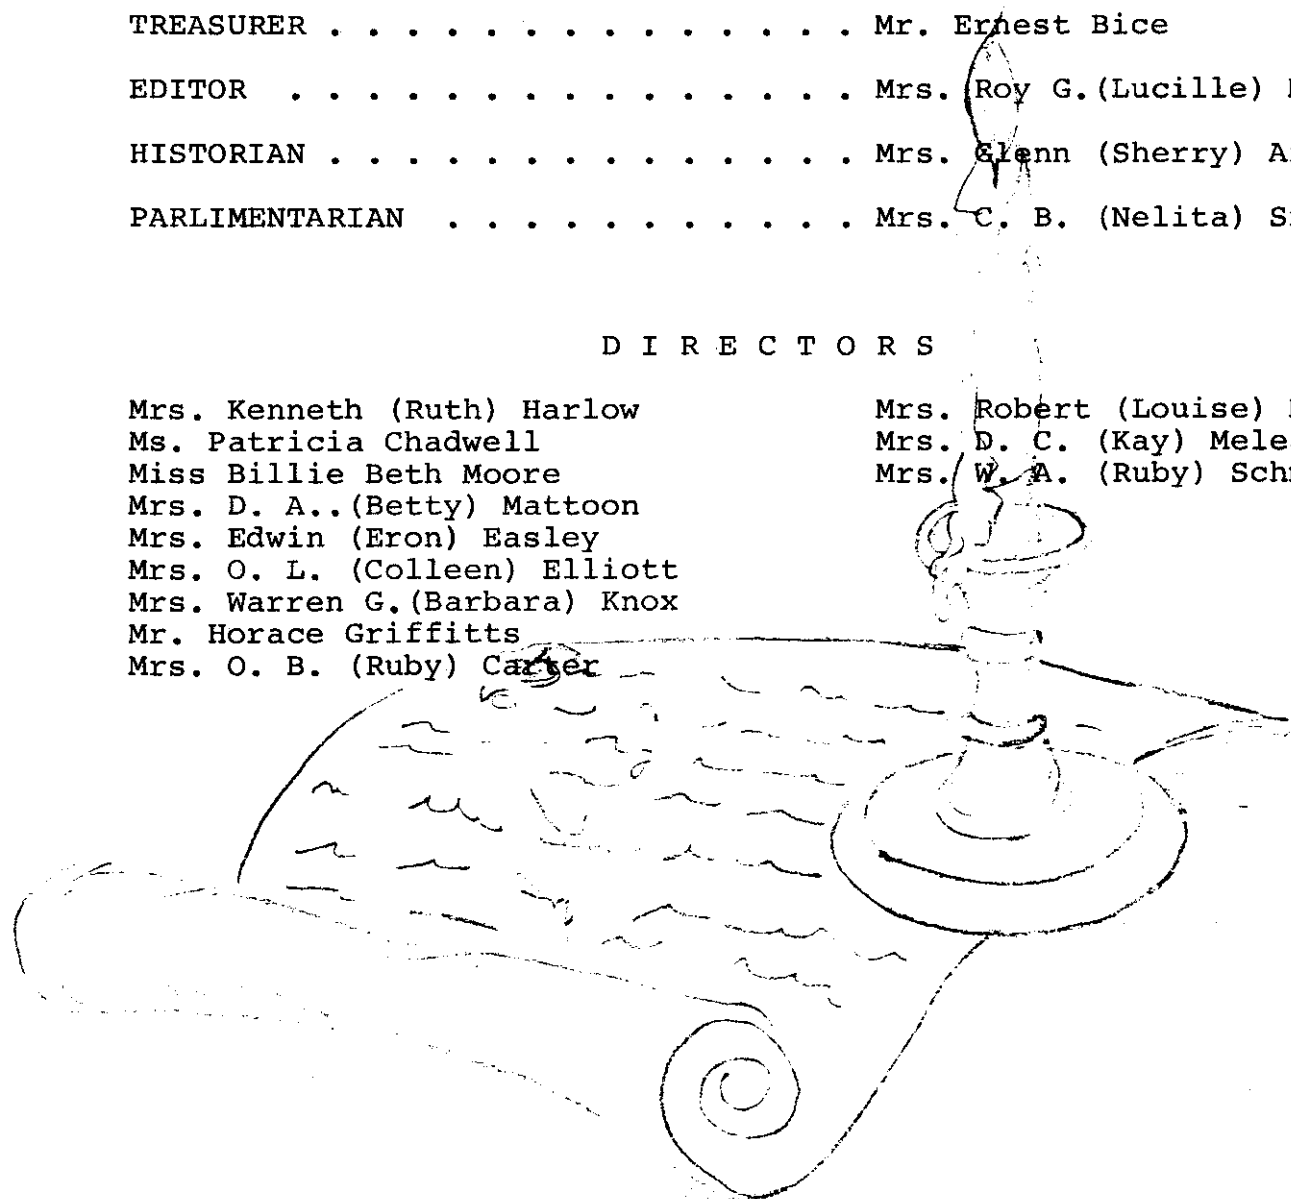 TREASURER . . . . . . . . . . . . . . Mr. Ernest Bice
EDITOR . . . . . . . . . . . . . . . Mrs. Roy G.(Lucille)
HISTORIAN . . . . . . . . . . . . . . Mrs. Glenn (Sherry)
PARLIMENTARIAN . . . . . . . . . . . Mrs. C. B. (Nelita)
D I R E C T O R S
Mrs. Kenneth (Ruth) Harlow
Ms. Patricia Chadwell
Miss Billie Beth Moore
Mrs. D. A..(Betty) Mattoon
Mrs. Edwin (Eron) Easley
Mrs. O. L. (Colleen) Elliott
Mrs. Warren G.(Barbara) Knox
Mr. Horace Griffitts
Mrs. O. B. (Ruby) Carter
Mrs. Robert (Louise)
Mrs. D. C. (Kay)
Mrs. W. A. (Ruby)